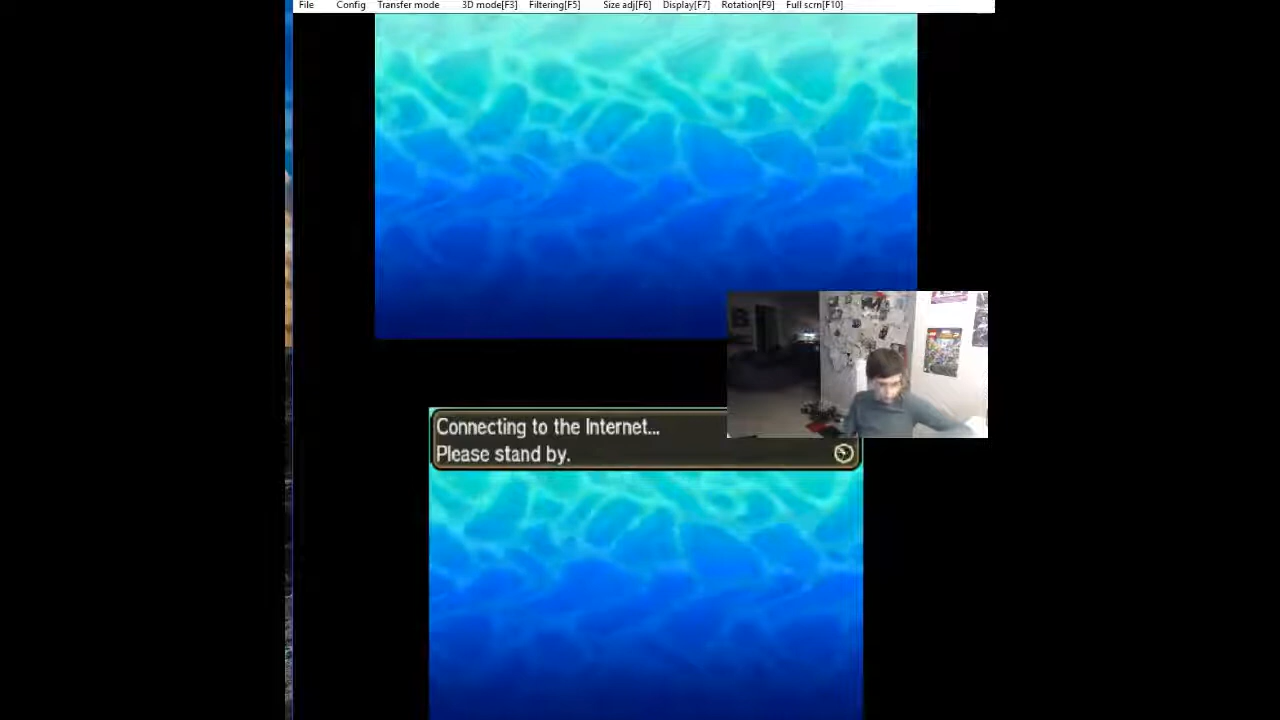 File Config Transfer mode 3D mode[F3] Filtering[F5] Size adj[F6] Display[F7] Rotation[F9] Full scrn[F10]
Connecting to the Internet...
Please stand by.